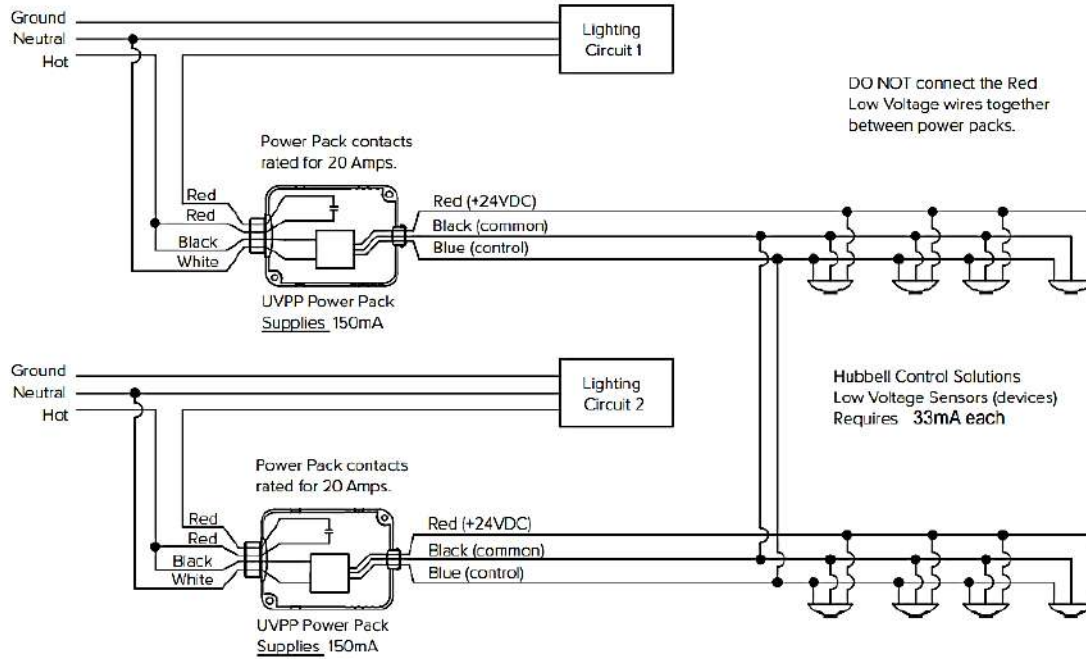 Ground
Neutral
Hot
Lighting
Circuit 1
DO NOT connect the Red
Low Voltage wires together
between power packs.
Power Pack contacts
rated for 20 Amps.
Red
Red
Black
White
Red (+24VDC)
Black (common)
Blue (control)
UVPP Power Pack
Supplies 150mA
Ground
Neutral
Hot
Lighting
Circuit 2
Hubbell Control Solutions
Low Voltage Sensors (devices)
Requires 33mA each
Power Pack contacts
rated for 20 Amps.
Red
Red
Black
White
Red (+24VDC)
Black (common)
Blue (control)
UVPP Power Pack
Supplies 150mA